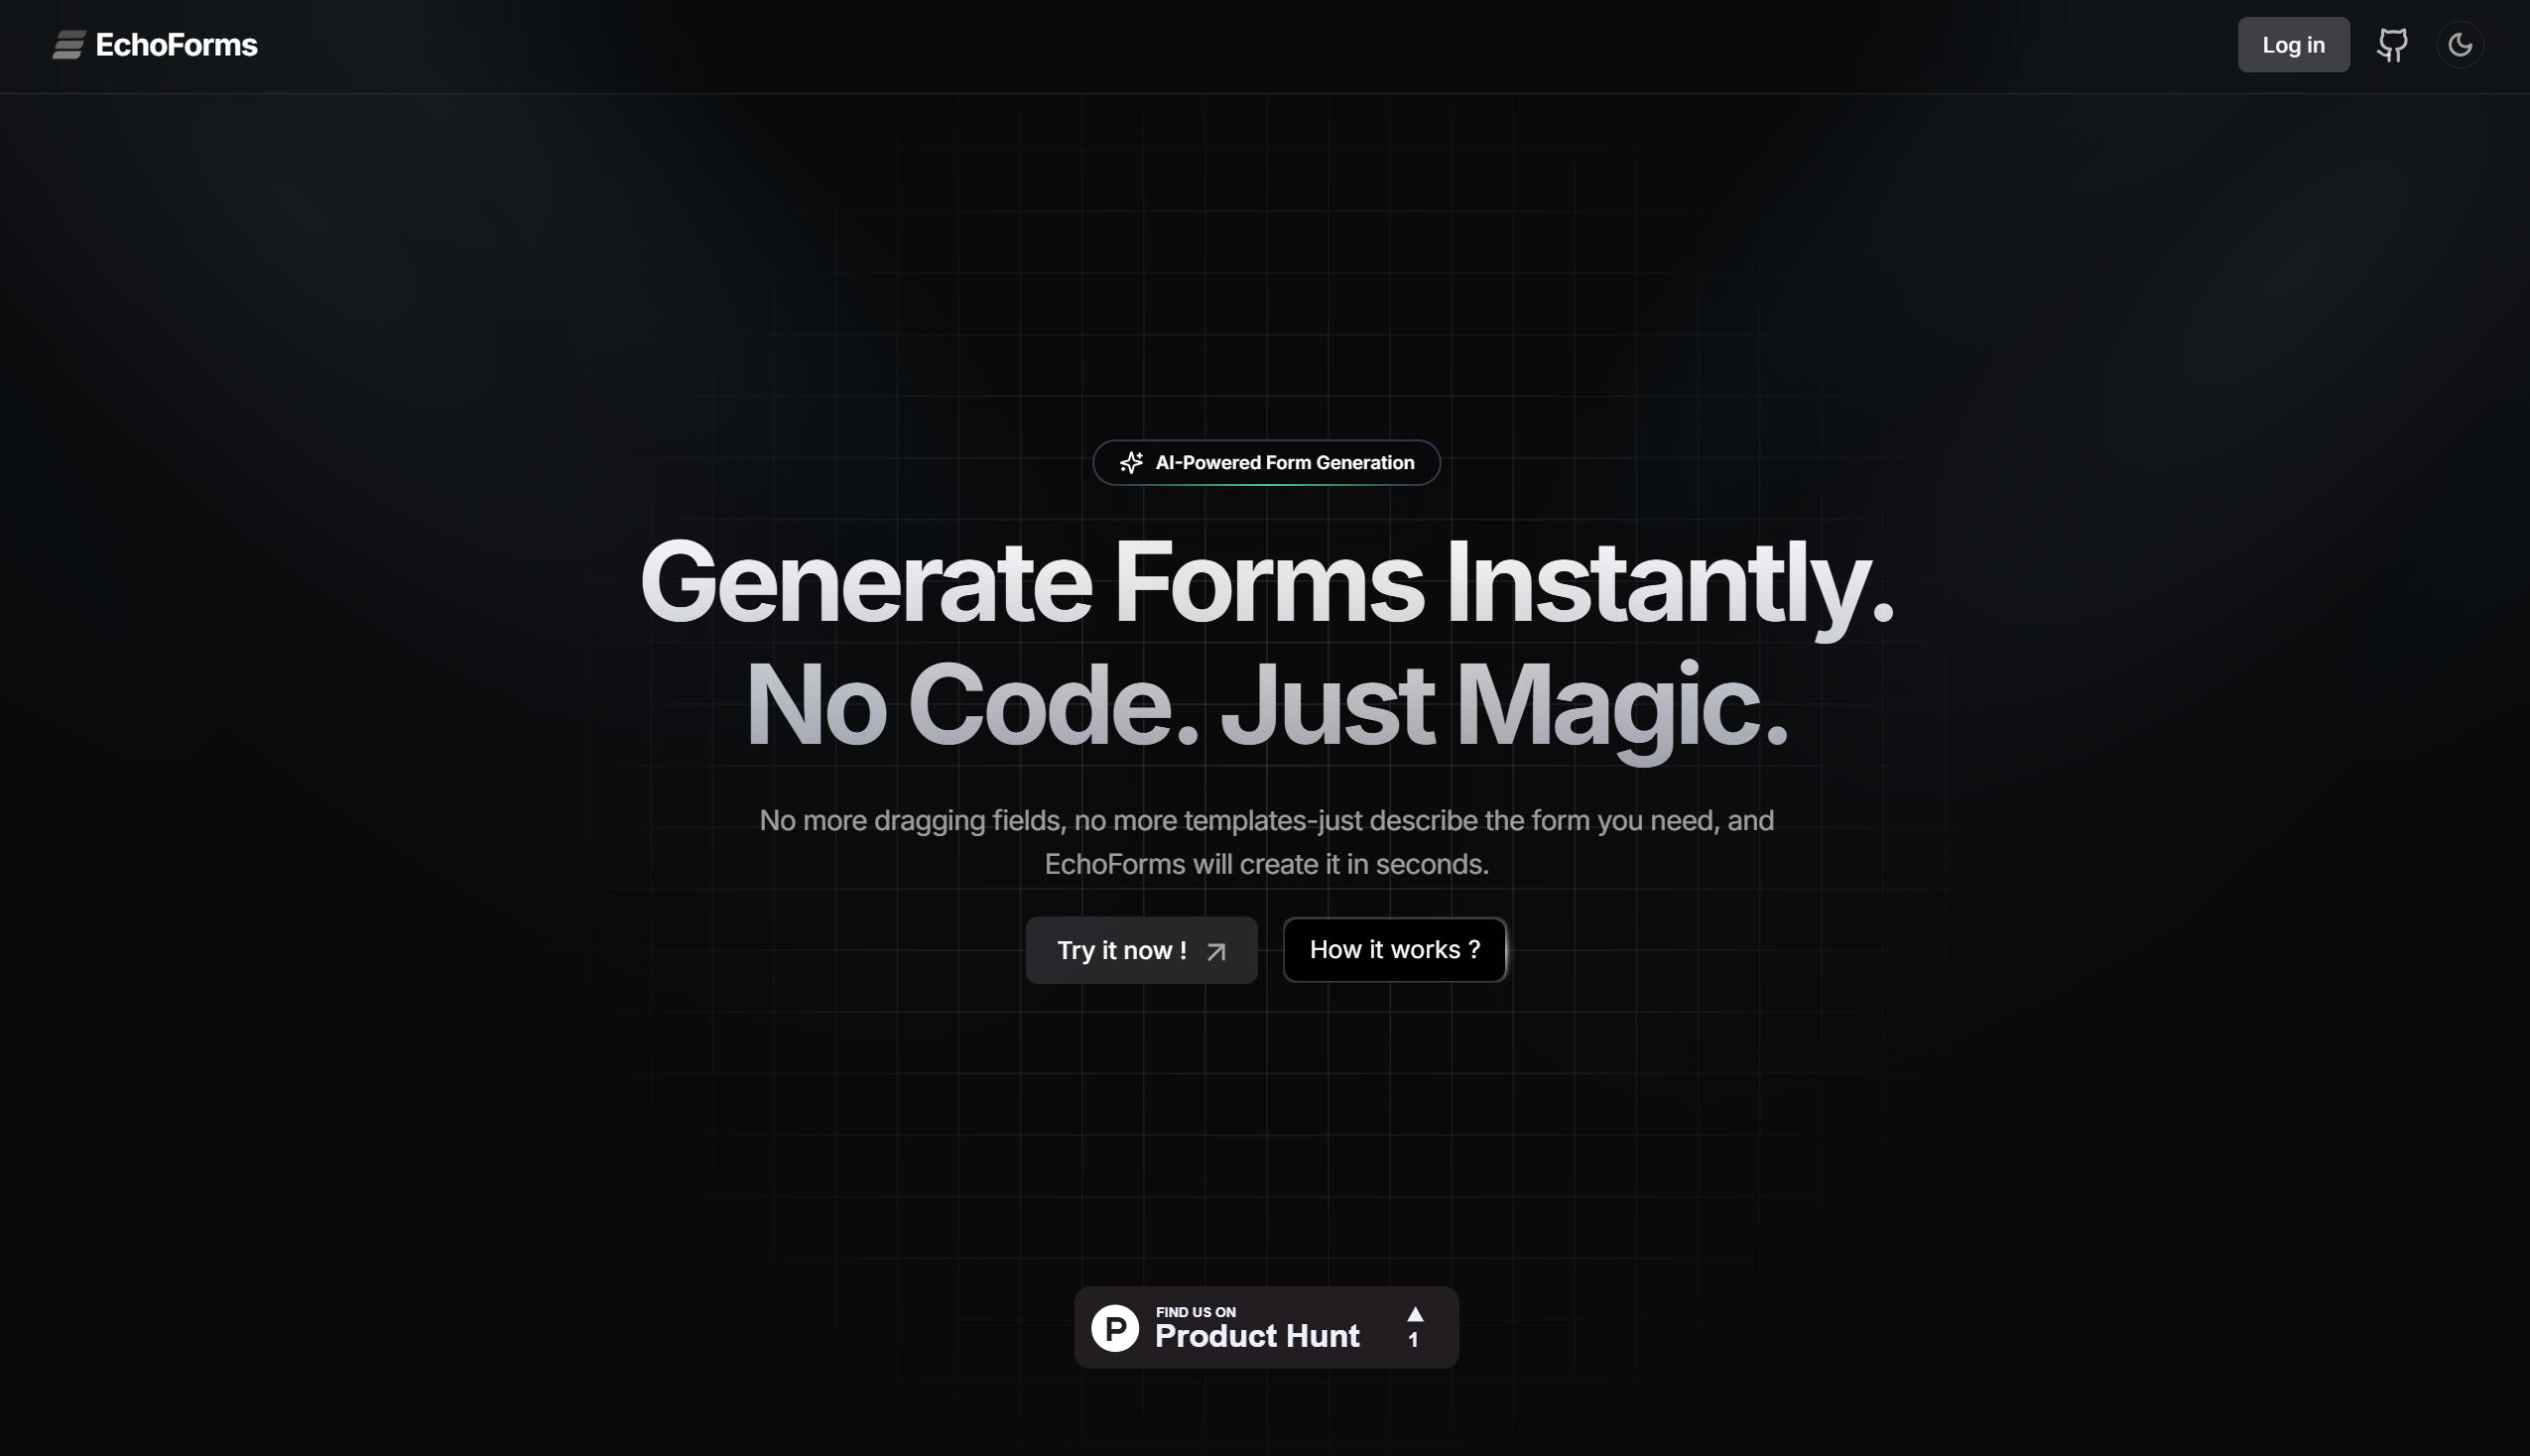 EchoForms
Log in
AI-Powered Form Generation
Generate Forms Instantly.
No Code. Just Magic.
No more dragging fields, no more templates-just describe the form you need, and
EchoForms will create it in seconds.
Try it now !
How it works ?
P
FIND US ON
Product Hunt
1